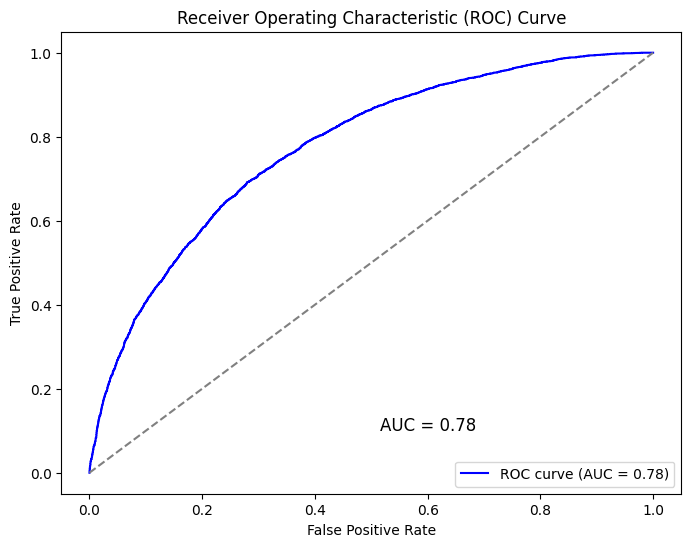 Receiver Operating Characteristic (ROC) Curve
True Positive Rate
1.0
0.8
0.6
0.4
0.2
0.0
AUC = 0.78
ROC curve (AUC = 0.78)
0.0 0.2 0.4 0.6 0.8 1.0
False Positive Rate